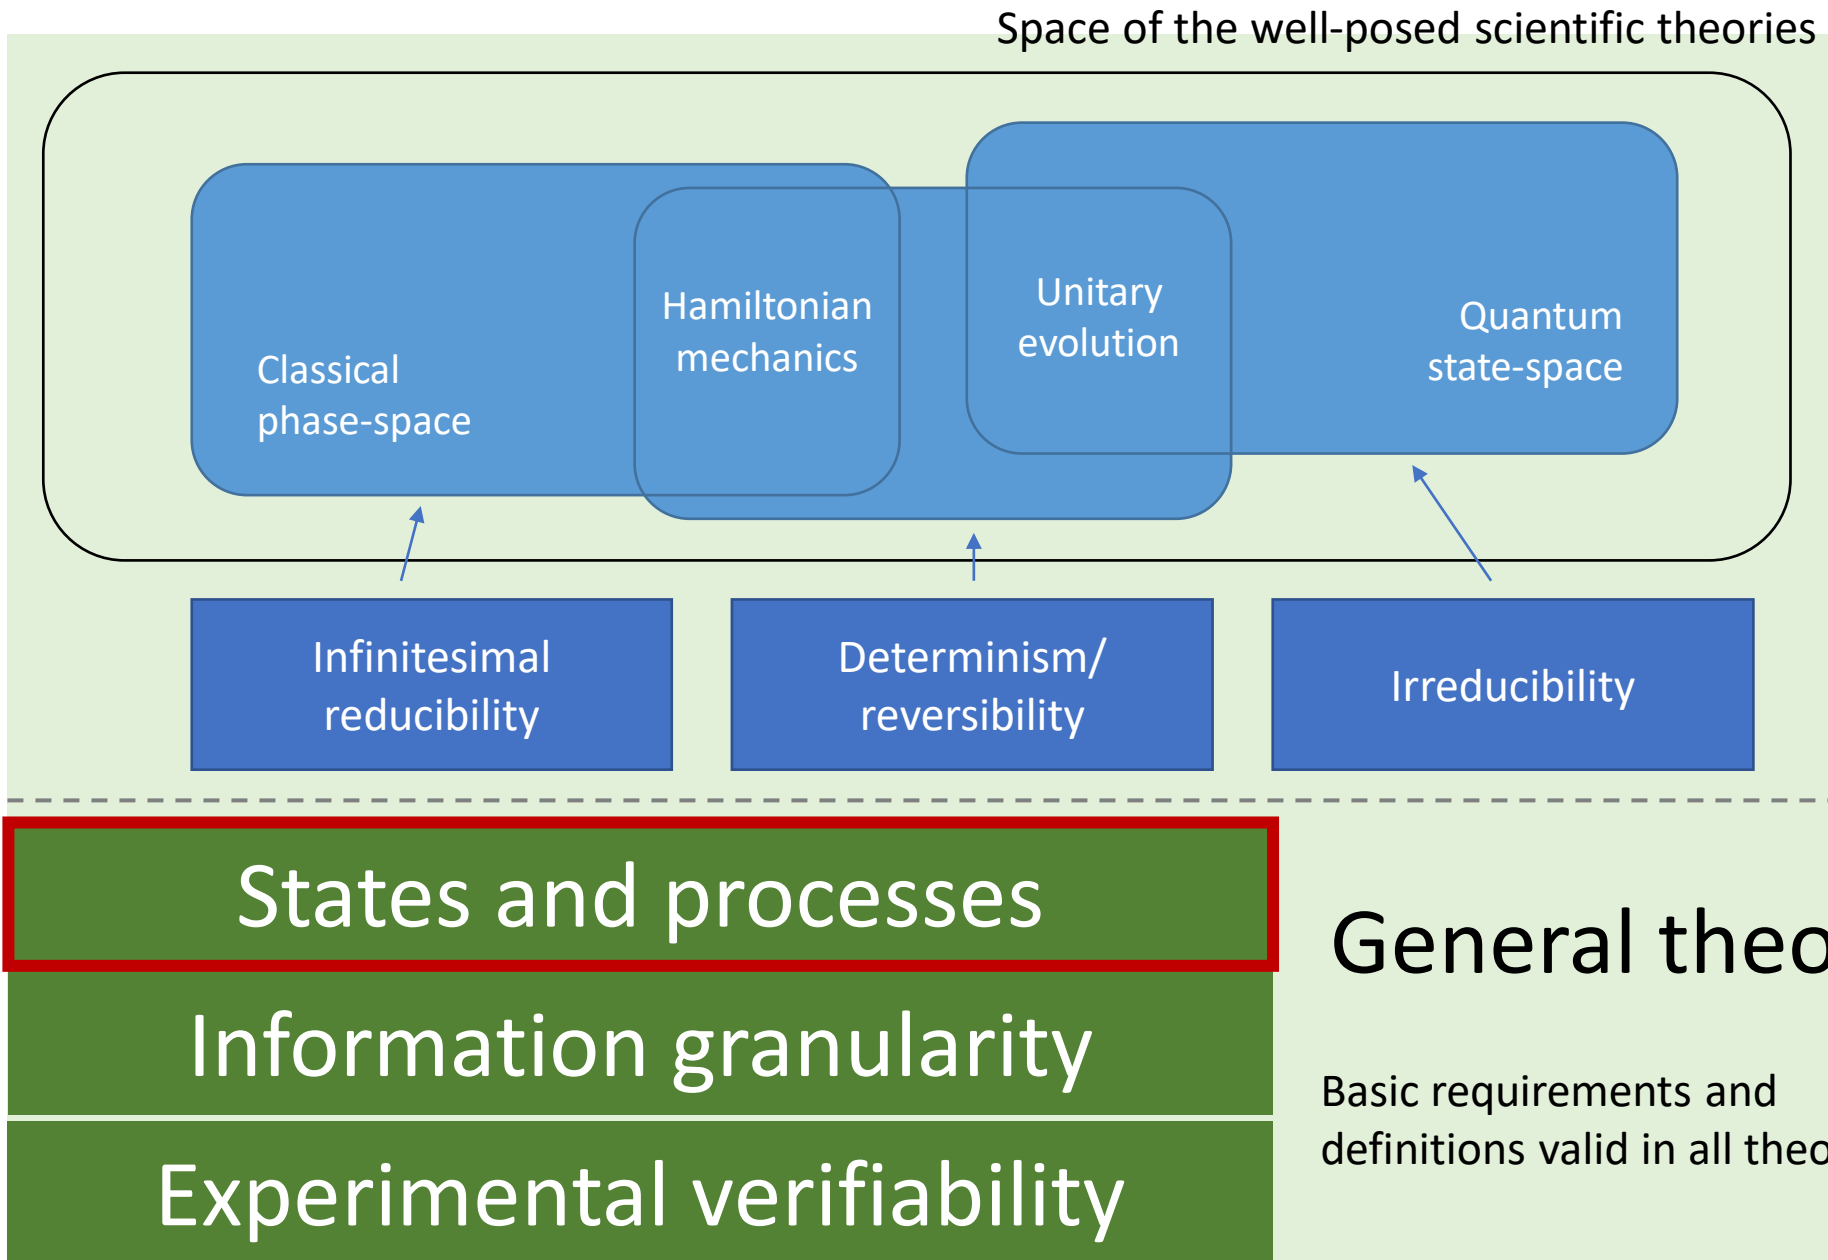 Space of the well-posed scientific theories
Hamiltonian
mechanics
Unitary
evolution
Quantum
state-space
Classical
phase-space
Infinitesimal
reducibility
Determinism/
reversibility
Irreducibility
States and processes
General theo
Information granularity
Basic requirements and
definitions valid in all theo
Experimental verifiability